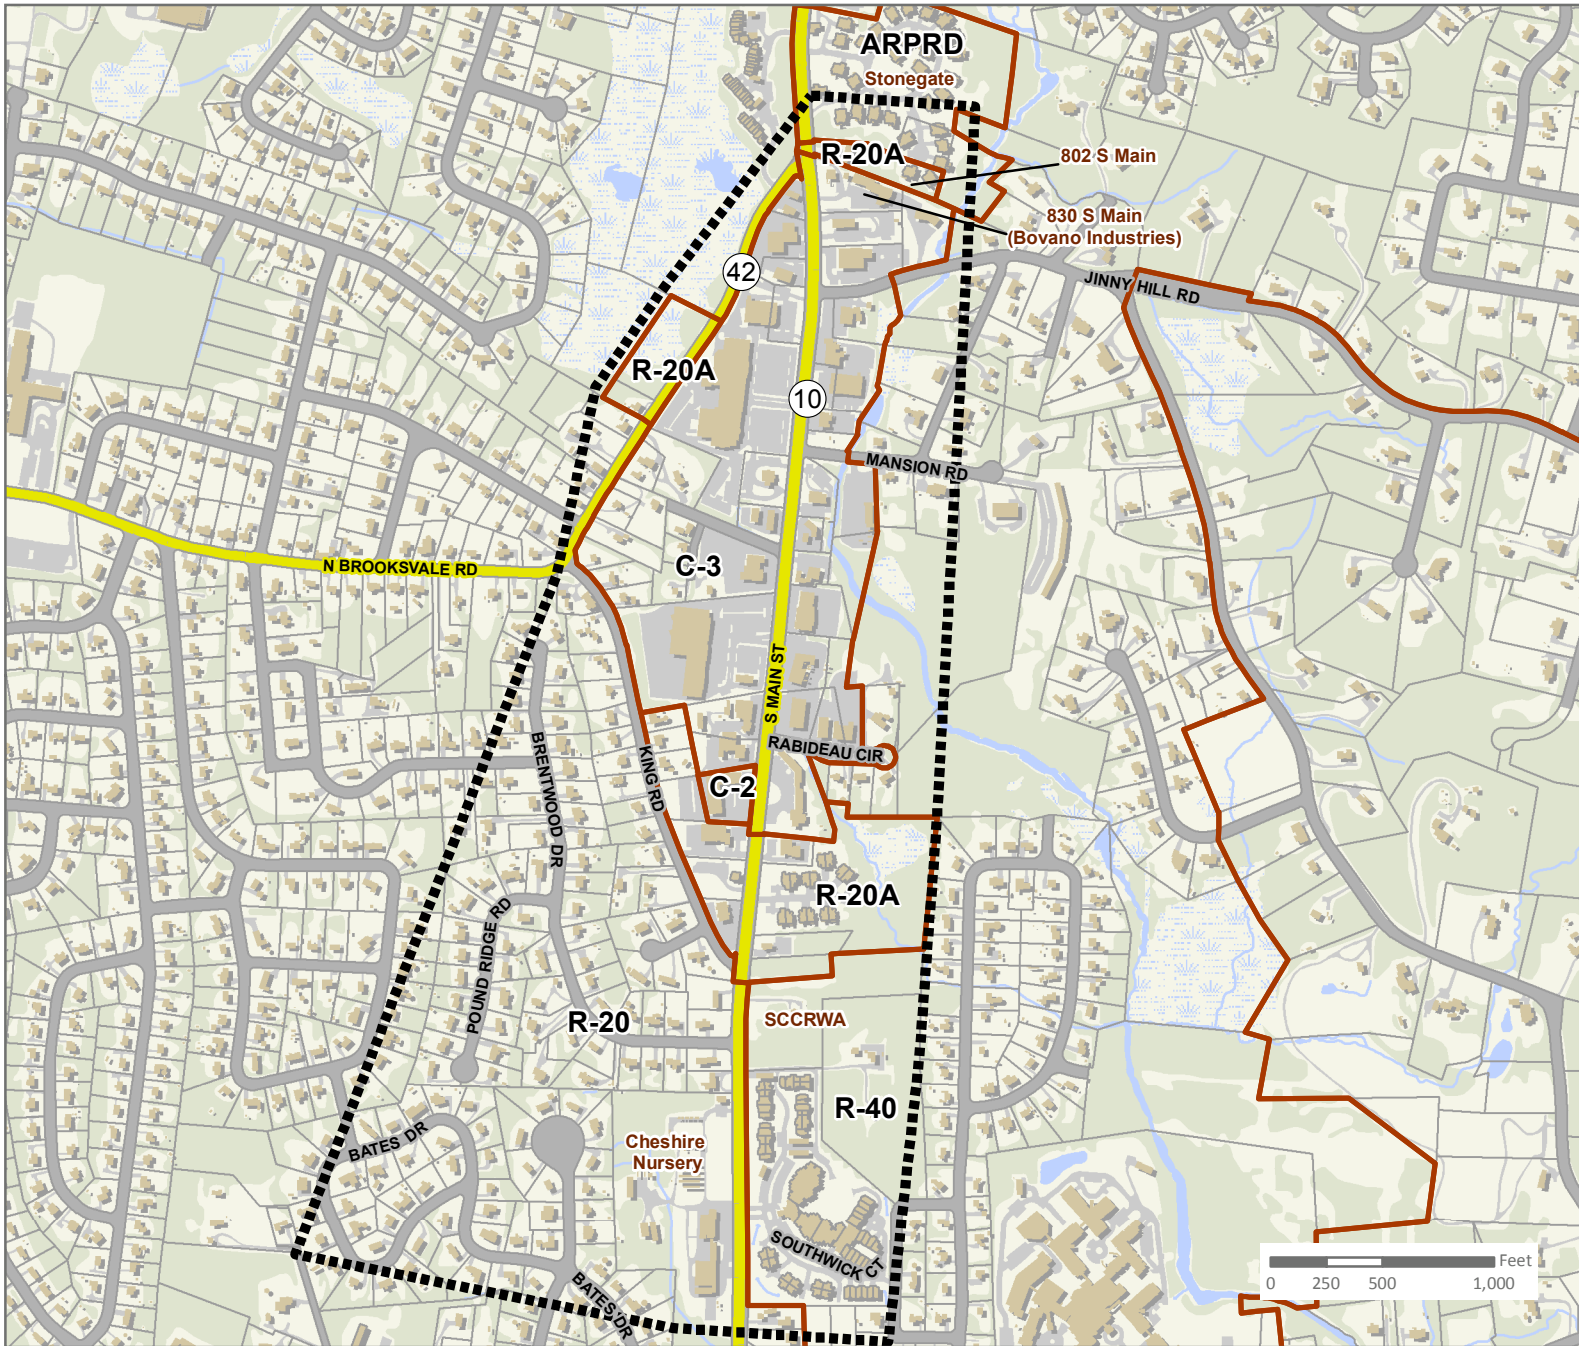 ARPRD
Stonegate
R-20A
802 S Main
830 S Main
(Bovano Industries)
42
JINNY HILL RD
R-20A
10
MANSION RD
N BROOKSVALE RD
C-3
S MAIN ST
BRENTWOOD DR
KING RD
RABIDEAU CIR
C-2
R-20A
POUND RIDGE RD
R-20
SCCRWA
R-40
BATES DR
Cheshire
Nursery
SOUTHWICK CT
BATES DR
Feet
0 250 500 1,000